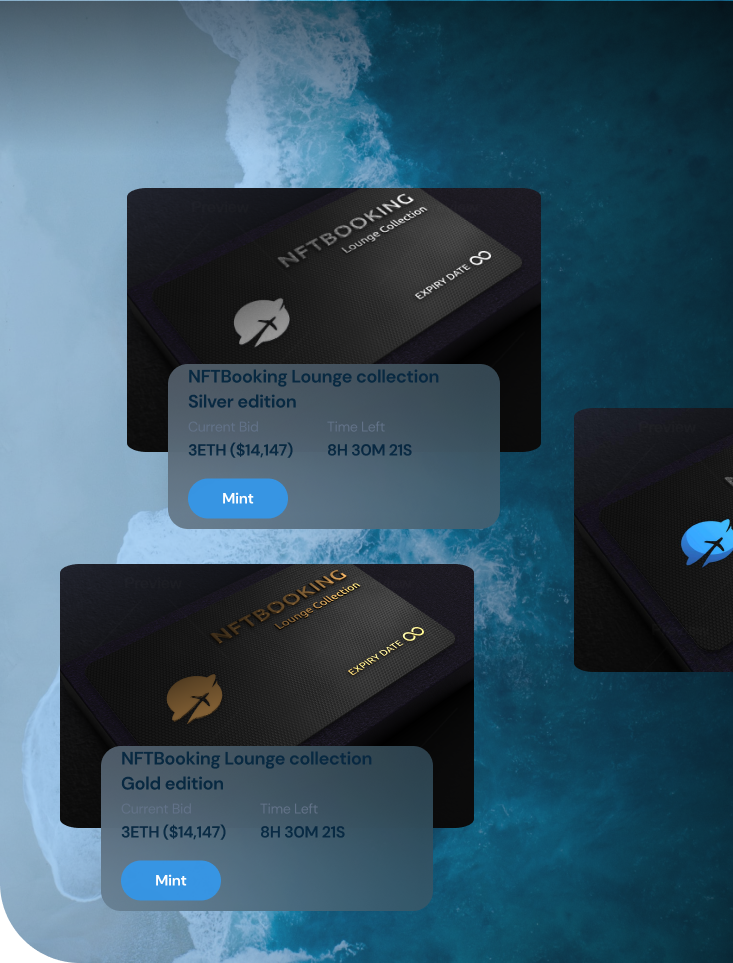 Preview
NFTBOOKING
Lounge Collection
EXPIRY DATE
NFTBooking Lounge collection
Silver edition
Current Bid
Time Left
3ETH ($14,147)
8H 30M 21S
Mint
Preview
Preview
NFTBOOKING
Lounge Collection
EXPIRY DATE
NFTBooking Lounge collection
Gold edition
Current Bid
Time Left
3ETH ($14,147)
8H 30M 21S
Mint